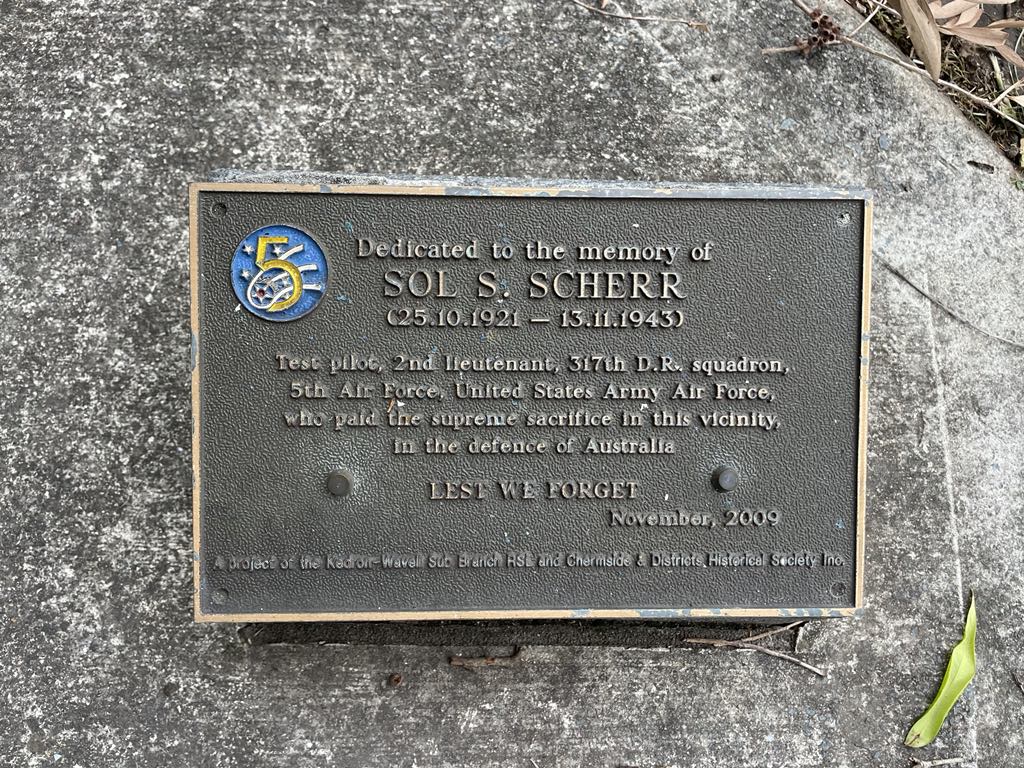 5
Dedicated to the memory of
SOL S. SCHERR
(25.10.1921 – 13.11.1943)
Test pilot, 2nd lieutenant, 317th D.R. squadron,
5th Air Force, United States Army Air Force,
who paid the supreme sacrifice in this vicinity,
in the defence of Australia
LEST WE FORGET
November, 2009
A project of the Kedron-Wavell Sub Branch RSL and Chermside & Districts Historical Society Inc.